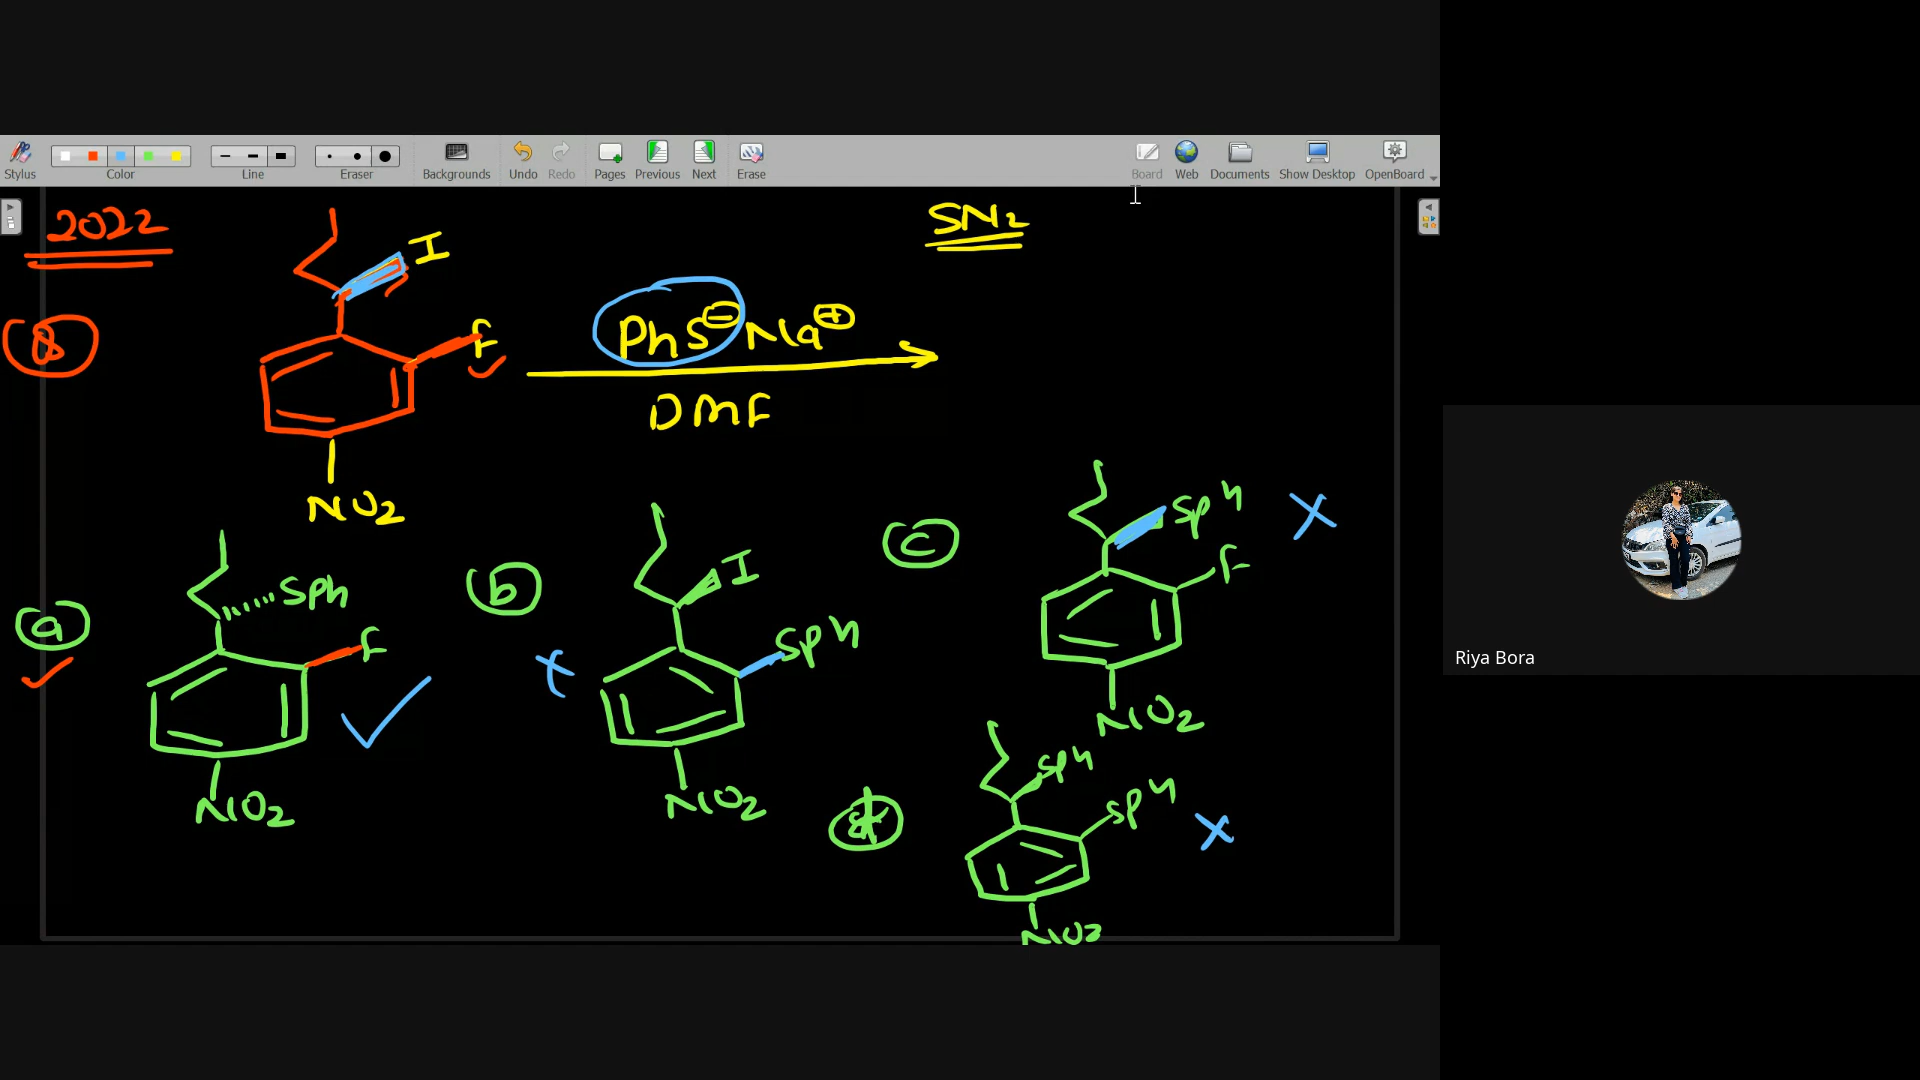 Stylus
Color
Line
Eraser
Backgrounds
Undo
Redo
Pages
Previous
Next
Erase
Board
Web
Documents
Show Desktop
OpenBoard
2022
SN2
I
F
PhS⊖ Na⊕
DMF
NO2
a
SPh
F
NO2
b
I
SPh
NO2
c
SPh
F
NO2
SPh
SPh
NO2
Riya Bora